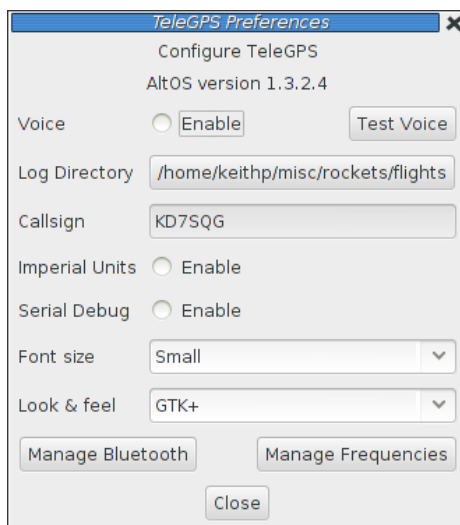 TeleGPS Preferences
Configure TeleGPS
AltOS version 1.3.2.4
Voice Enable Test Voice
Log Directory /home/keithp/misc/rockets/flights
Callsign KD7SQG
Imperial Units Enable
Serial Debug Enable
Font size Small
Look & feel GTK+
Manage Bluetooth Manage Frequencies
Close